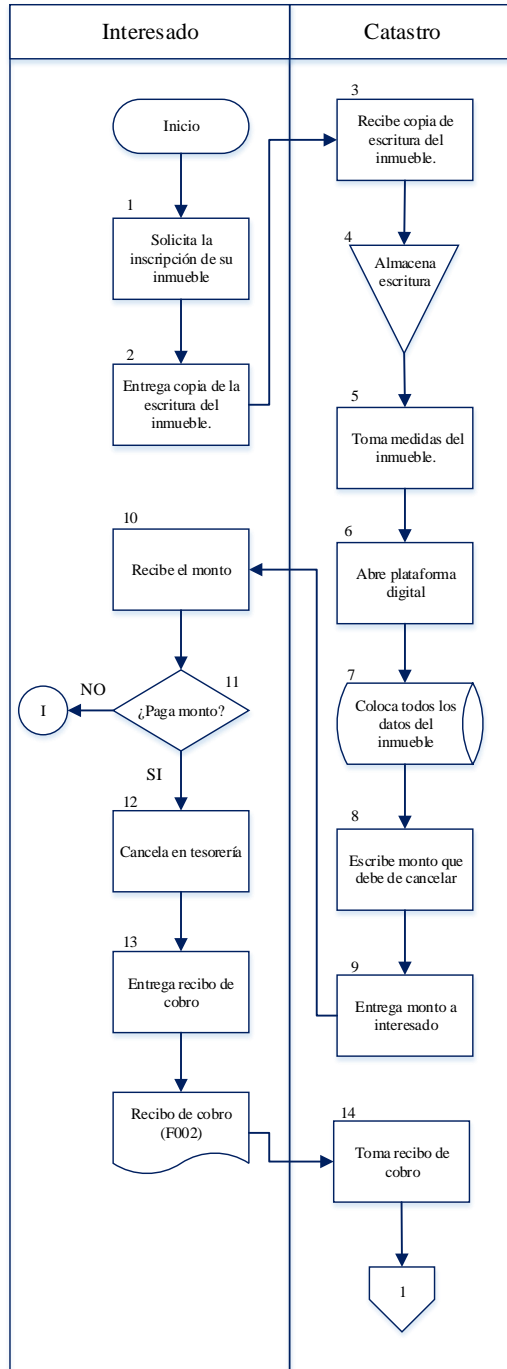 Interesado
Catastro
Inicio
1
Solicita la
inscripción de su
inmueble
2
Entrega copia de la
escritura del
inmueble.
3
Recibe copia de
escritura del
inmueble.
4
Almacena
escritura
5
Toma medidas del
inmueble.
6
Abre plataforma
digital
7
Coloca todos los
datos del
inmueble
8
Escribe monto que
debe de cancelar
9
Entrega monto a
interesado
10
Recibe el monto
11
¿Paga monto?
NO
I
SI
12
Cancela en tesorería
13
Entrega recibo de
cobro
Recibo de cobro
(F002)
14
Toma recibo de
cobro
1